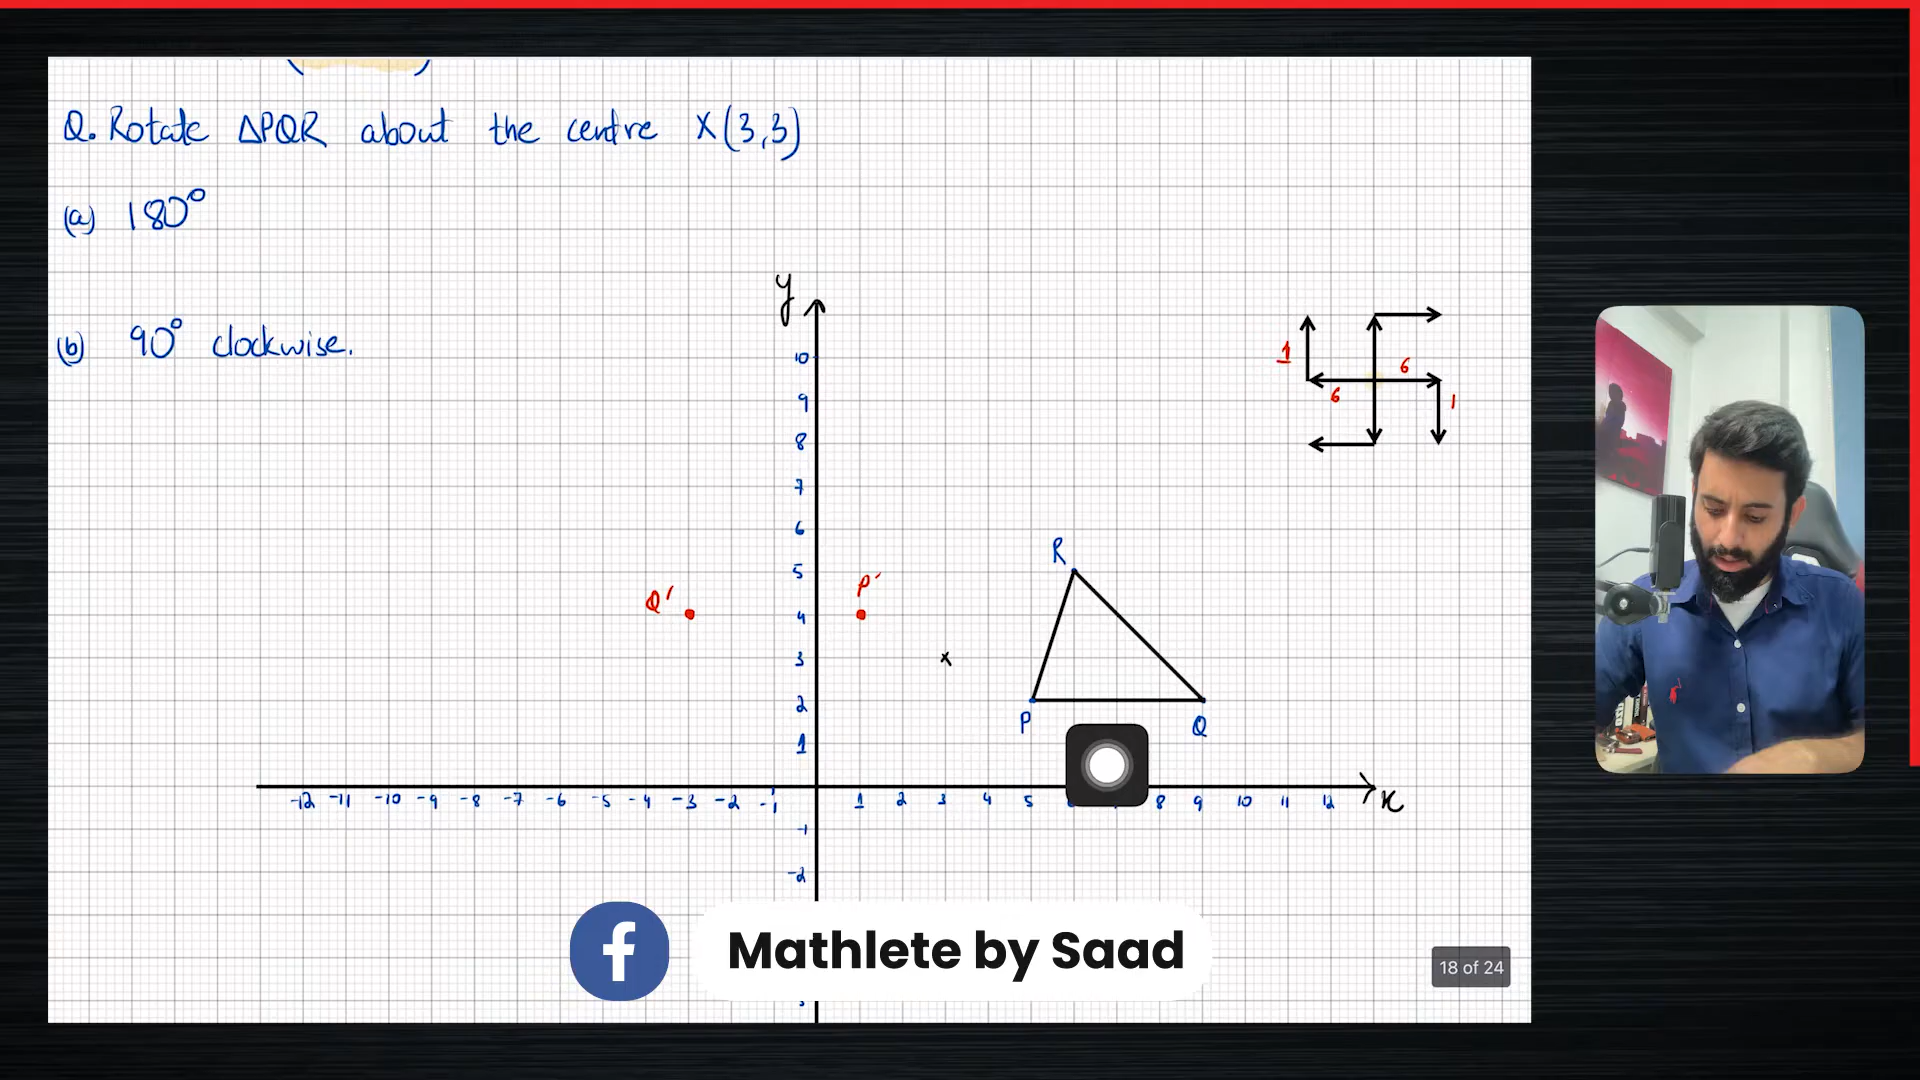 Q. Rotate ΔPQR about the centre X(3,3)
(a) 180°
(b) 90° clockwise.
y
10
9
8
7
6
5
4
3
2
1
-1
-2
-12 -11 -10 -9 -8 -7 -6 -5 -4 -3 -2 -1 1 2 3 4 5 8 9 10 11 12 x
1 6
6 1
R
Q' P'
x
P Q
f Mathlete by Saad
18 of 24